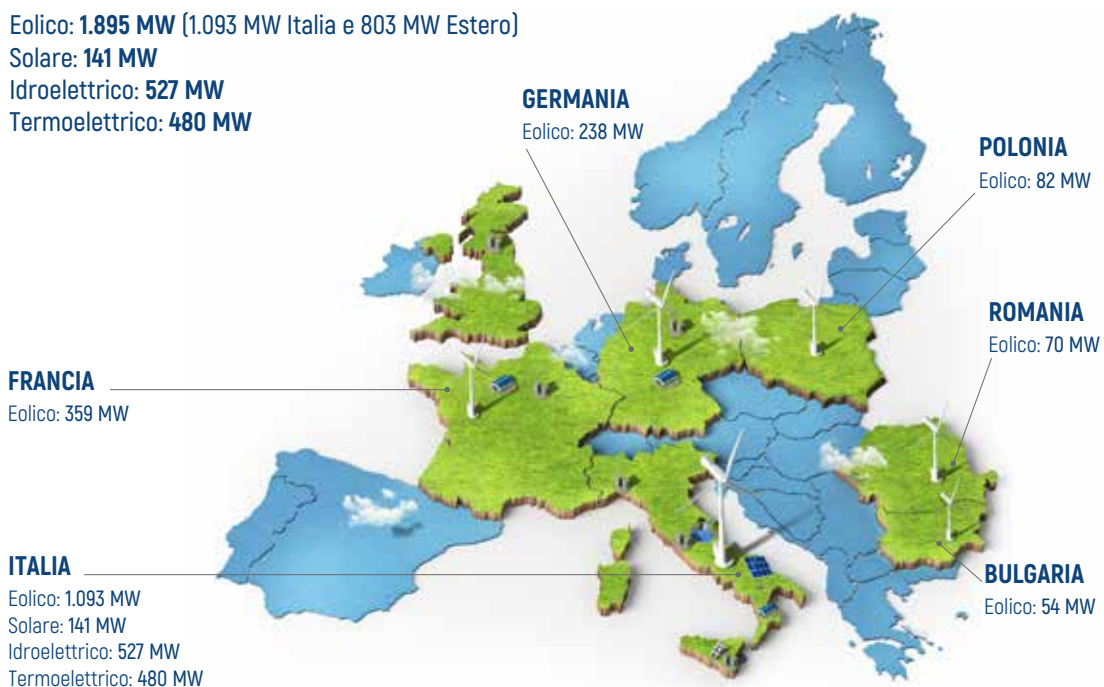 Eolico: 1.895 MW (1.093 MW Italia e 803 MW Estero)
Solare: 141 MW
Idroelettrico: 527 MW
Termoelettrico: 480 MW
GERMANIA
Eolico: 238 MW
POLONIA
Eolico: 82 MW
ROMANIA
Eolico: 70 MW
FRANCIA
Eolico: 359 MW
ITALIA
Eolico: 1.093 MW
Solare: 141 MW
Idroelettrico: 527 MW
Termoelettrico: 480 MW
BULGARIA
Eolico: 54 MW